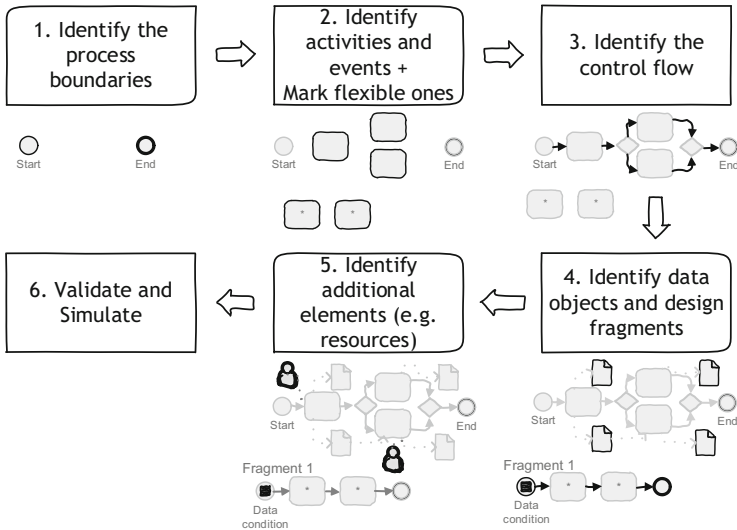 1. Identify the
process
boundaries
2. Identify
activities and
events +
Mark flexible ones
3. Identify the
control flow
Start
End
Start
*
*
End
Start
*
*
End
6. Validate and
Simulate
5. Identify
additional
elements (e.g.
resources)
4. Identify data
objects and design
fragments
Start
End
Fragment 1
*
*
Data
condition
Start
End
Fragment 1
*
*
Data
condition